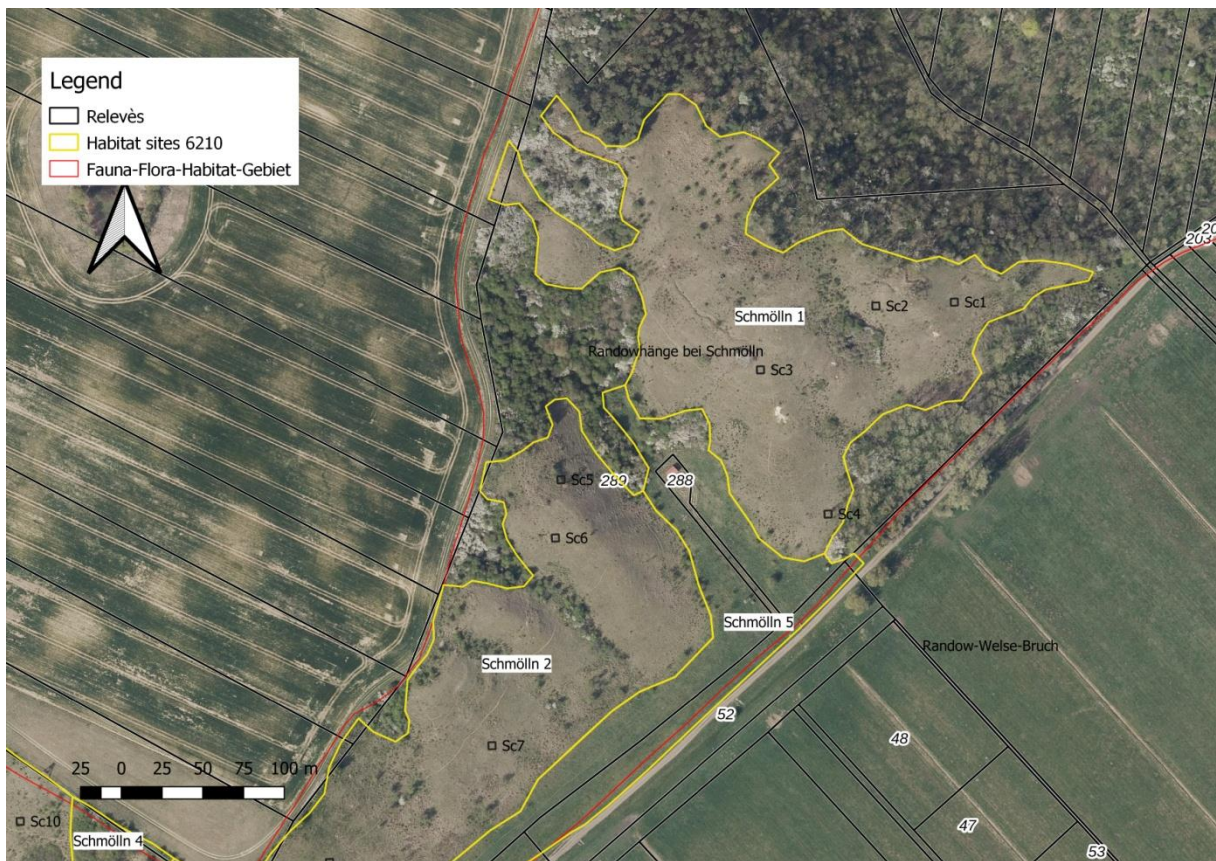 Legend
Relevès
Habitat sites 6210
Fauna-Flora-Habitat-Gebiet
203
Sc2
Sc1
Schmölln 1
Randowhänge bei Schmölln
Sc3
Sc5
289
288
Sc4
Sc6
Schmölln 5
Randow-Welse-Bruch
Schmölln 2
52
48
Sc7
25 0 25 50 75 100 m
Sc10
47
Schmölln 4
53